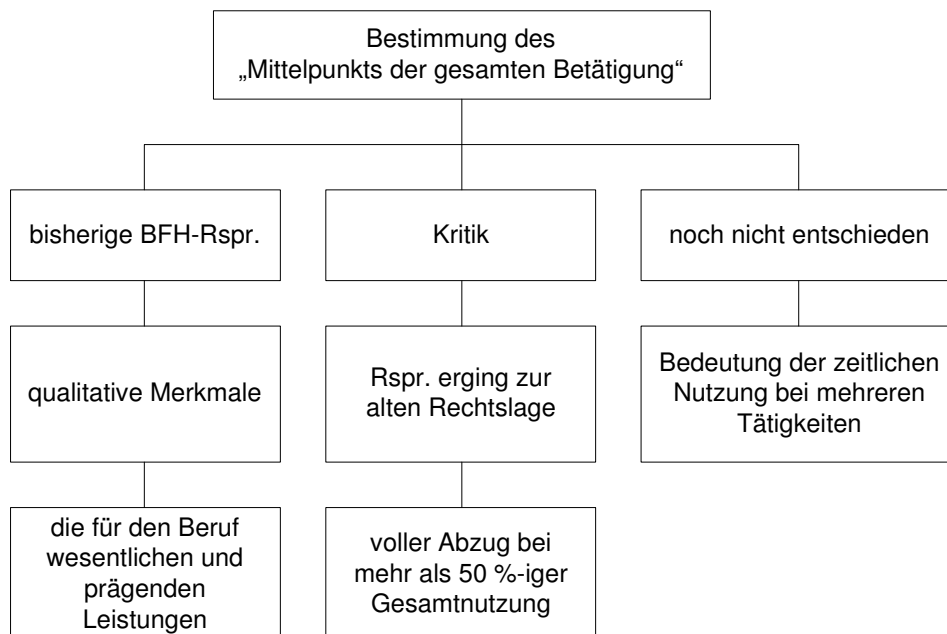 Bestimmung des
„Mittelpunkts der gesamten Betätigung“
bisherige BFH-Rspr.
Kritik
noch nicht entschieden
qualitative Merkmale
Rspr. erging zur
alten Rechtslage
Bedeutung der zeitlichen
Nutzung bei mehreren
Tätigkeiten
die für den Beruf
wesentlichen und
prägenden
Leistungen
voller Abzug bei
mehr als 50 %-iger
Gesamtnutzung